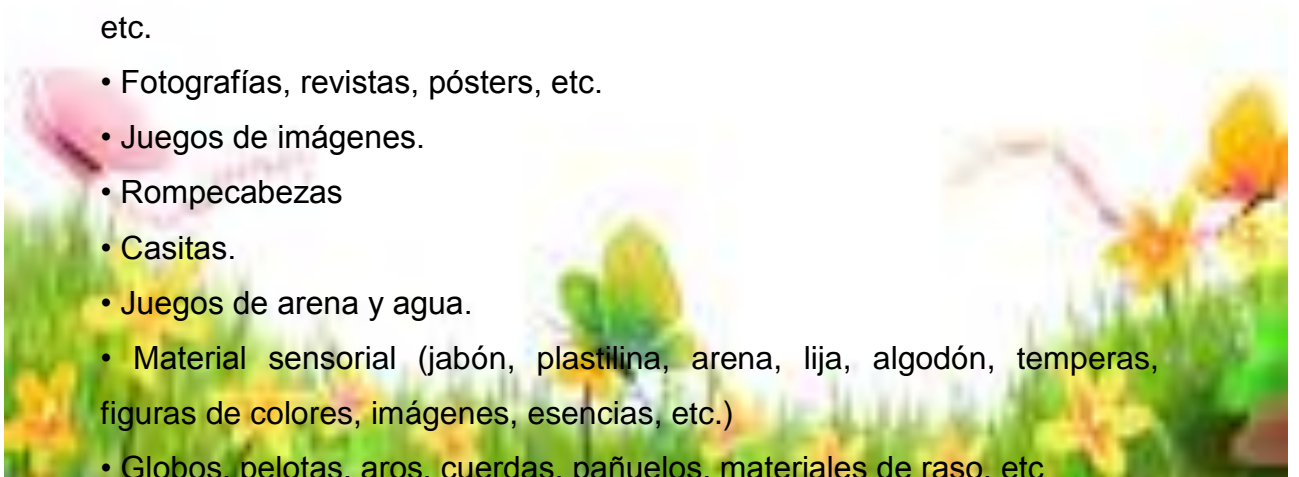 etc.
• Fotografías, revistas, pósters, etc.
• Juegos de imágenes.
• Rompecabezas
• Casitas.
• Juegos de arena y agua.
• Material sensorial (jabón, plastilina, arena, lija, algodón, temperas,
figuras de colores, imágenes, esencias, etc.)
• Globos, pelotas, aros, cuerdas, pañuelos, materiales de raso, etc